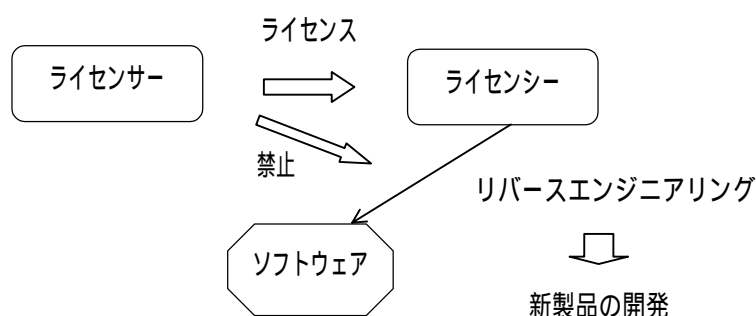 ライセンス
ライセンサー
ライセンシー
禁止
リバースエンジニアリング
ソフトウェア
新製品の開発